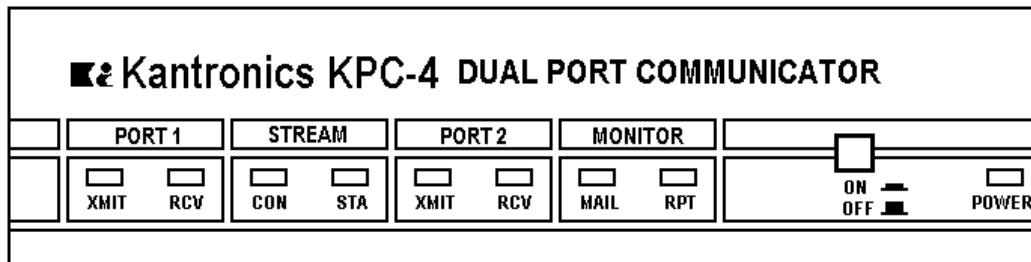 Kantronics KPC-4 DUAL PORT COMMUNICATOR
PORT 1 STREAM PORT 2 MONITOR
XMIT RCV CON STA XMIT RCV MAIL RPT ON POWER
OFF